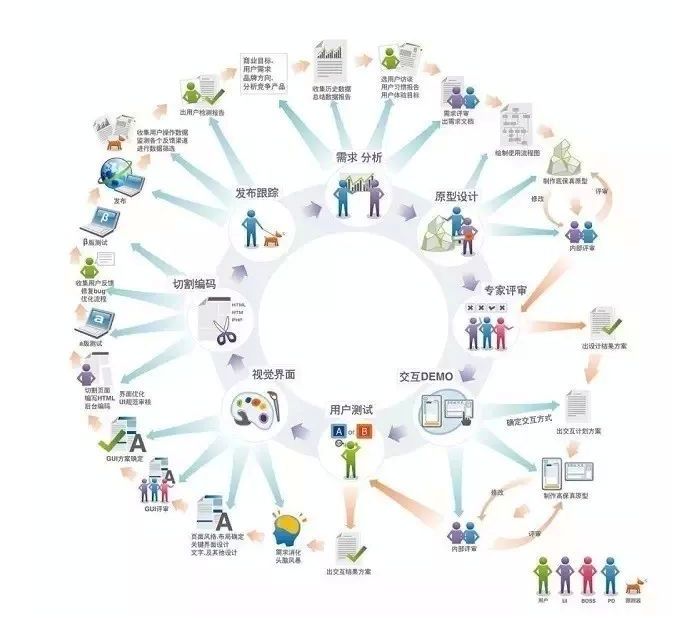 商业目标、
用户需求
品牌方向、
分析竞争产品
收集历史数据
总结数据报告
选用户访谈
用户习惯报告
用户体验目标
需求评审
出需求文档
绘制使用流程图
制作底保真原型
修改
评审
内部评审
出设计结果方案
确定交互方式
出交互计划方案
制作高保真原型
修改
评审
内部评审
出交互结果方案
需求消化
头脑风暴
页面风格、布局确定
关键界面设计
文字、及其他设计
GUI评审
GUI方案确定
界面优化
UI规范审核
切割页面
编写HTML
后台编码
a版测试
收集用户反馈
修复bug
优化流程
β版测试
发布
收集用户操作数据
监测各个反馈渠道
进行数据筛选
出用户检测报告
需求 分析
原型设计
专家评审
交互DEMO
用户测试
A or B
视觉界面
切割编码
HTML
HTM
PHP
发布跟踪
用户
UI
BOSS
PD
跟踪器